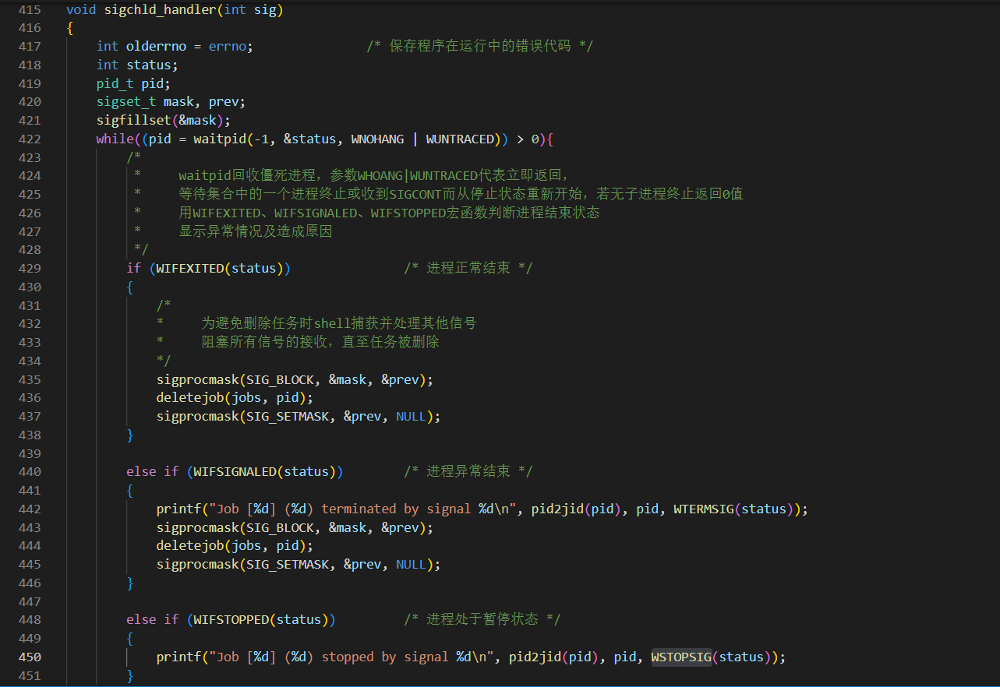 415 void sigchld_handler(int sig)
416 {
417 int olderrno = errno; /* 保存程序在运行中的错误代码 */
418 int status;
419 pid_t pid;
420 sigset_t mask, prev;
421 sigfillset(&mask);
422 while((pid = waitpid(-1, &status, WNOHANG | WUNTRACED)) > 0){
423 /*
424 * waitpid回收僵死进程，参数WHOANG|WUNTRACED代表立即返回，
425 * 等待集合中的一个进程终止或收到SIGCONT而从停止状态重新开始，若无子进程终止返回0值
426 * 用WIFEXITED、WIFSIGNALED、WIFSTOPPED宏函数判断进程结束状态
427 * 显示异常情况及造成原因
428 */
429 if (WIFEXITED(status)) /* 进程正常结束 */
430 {
431 /*
432 * 为避免删除任务时shell捕获并处理其他信号
433 * 阻塞所有信号的接收，直至任务被删除
434 */
435 sigprocmask(SIG_BLOCK, &mask, &prev);
436 deletejob(jobs, pid);
437 sigprocmask(SIG_SETMASK, &prev, NULL);
438 }
439
440 else if (WIFSIGNALED(status)) /* 进程异常结束 */
441 {
442 printf("Job [%d] (%d) terminated by signal %d\n", pid2jid(pid), pid, WTERMSIG(status));
443 sigprocmask(SIG_BLOCK, &mask, &prev);
444 deletejob(jobs, pid);
445 sigprocmask(SIG_SETMASK, &prev, NULL);
446 }
447
448 else if (WIFSTOPPED(status)) /* 进程处于暂停状态 */
449 {
450 printf("Job [%d] (%d) stopped by signal %d\n", pid2jid(pid), pid, WSTOPSIG(status));
451 }